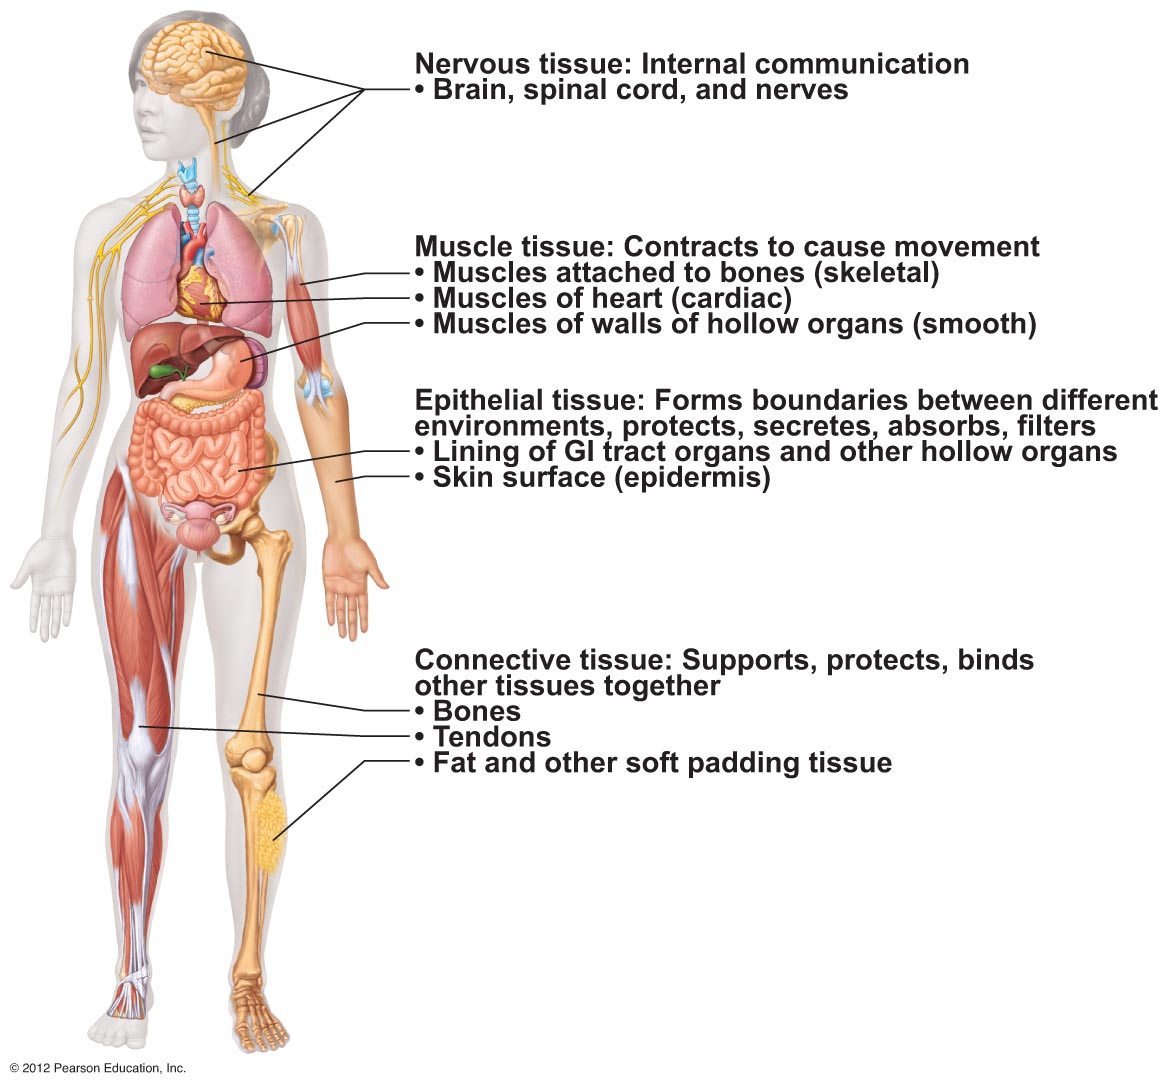 Nervous tissue: Internal communication
• Brain, spinal cord, and nerves
Muscle tissue: Contracts to cause movement
• Muscles attached to bones (skeletal)
• Muscles of heart (cardiac)
• Muscles of walls of hollow organs (smooth)
Epithelial tissue: Forms boundaries between different
environments, protects, secretes, absorbs, filters
• Lining of GI tract organs and other hollow organs
• Skin surface (epidermis)
Connective tissue: Supports, protects, binds
other tissues together
• Bones
• Tendons
• Fat and other soft padding tissue
© 2012 Pearson Education, Inc.